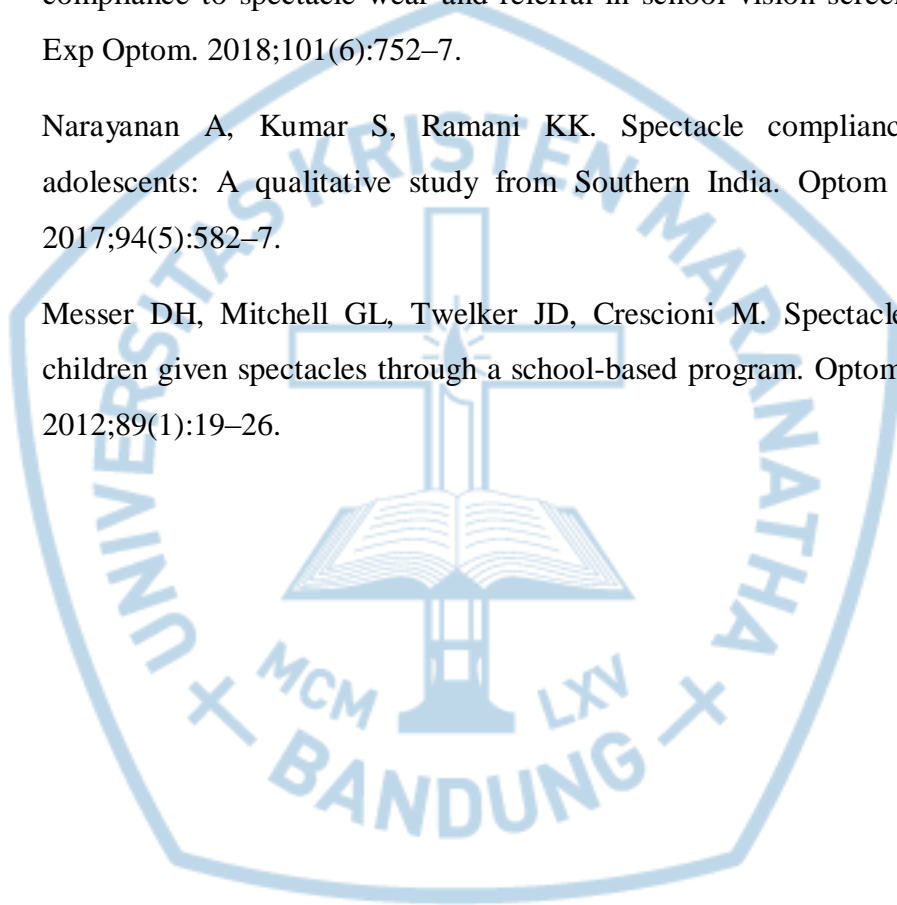 compliance to spectacle wear and referral in school vision screen
Exp Optom. 2018;101(6):752–7.
Narayanan A, Kumar S, Ramani KK. Spectacle complianc
adolescents: A qualitative study from Southern India. Optom
2017;94(5):582–7.
Messer DH, Mitchell GL, Twelker JD, Crescioni M. Spectacle
children given spectacles through a school-based program. Optom
2012;89(1):19–26.
UNIVERSITAS KRISTEN MARANATHA
MCM LXV
BANDUNG